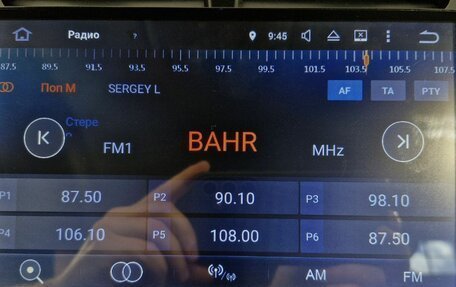 Радио ? 9:45
87.5 89.5 91.5 93.5 95.5 97.5 99.5 101.5 103.5 105.5 107.5
Поп М SERGEY L AF TA PTY
Стере
FM1 BAHR MHz
P1 87.50 P2 90.10 P3 98.10
P4 106.10 P5 108.00 P6 87.50
AM FM